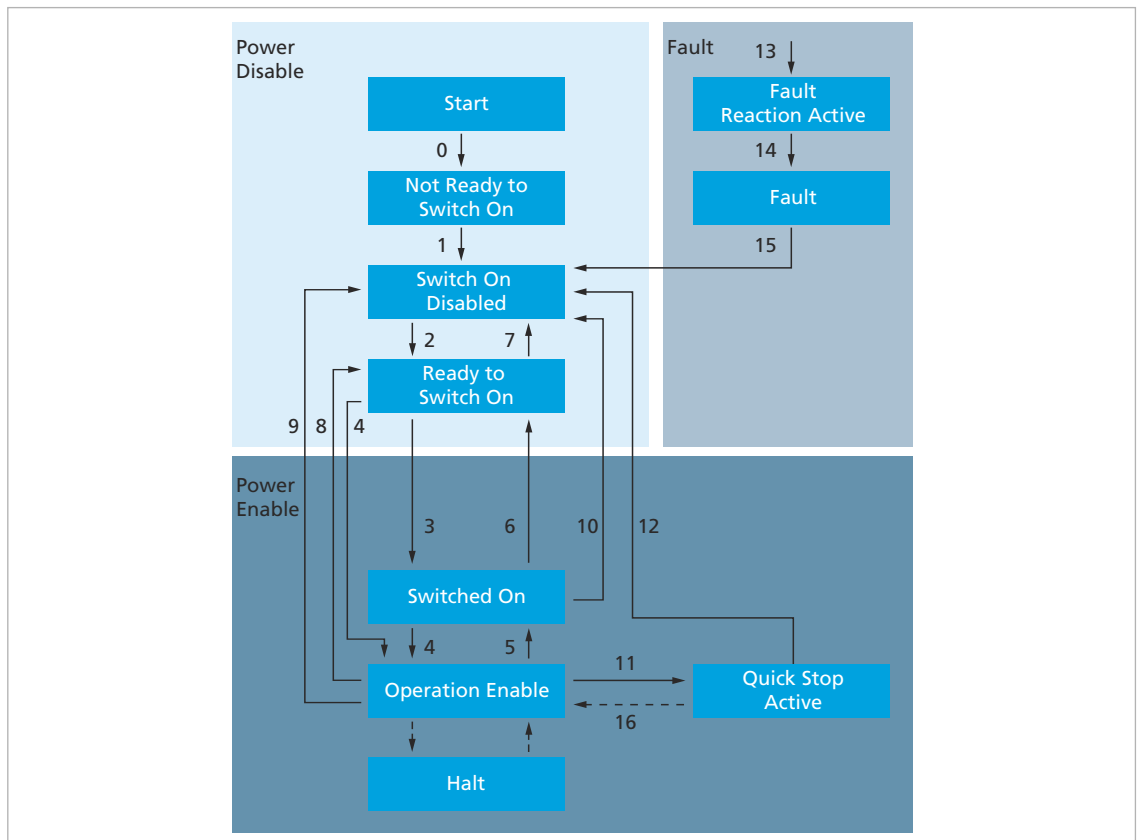 Power
Disable
Fault
13
Start
Fault
Reaction Active
0
14
Not Ready to
Switch On
Fault
1
15
Switch On
Disabled
2
7
Ready to
Switch On
9
8
4
Power
Enable
3
6
10
12
Switched On
4
5
11
Operation Enable
Quick Stop
Active
16
Halt